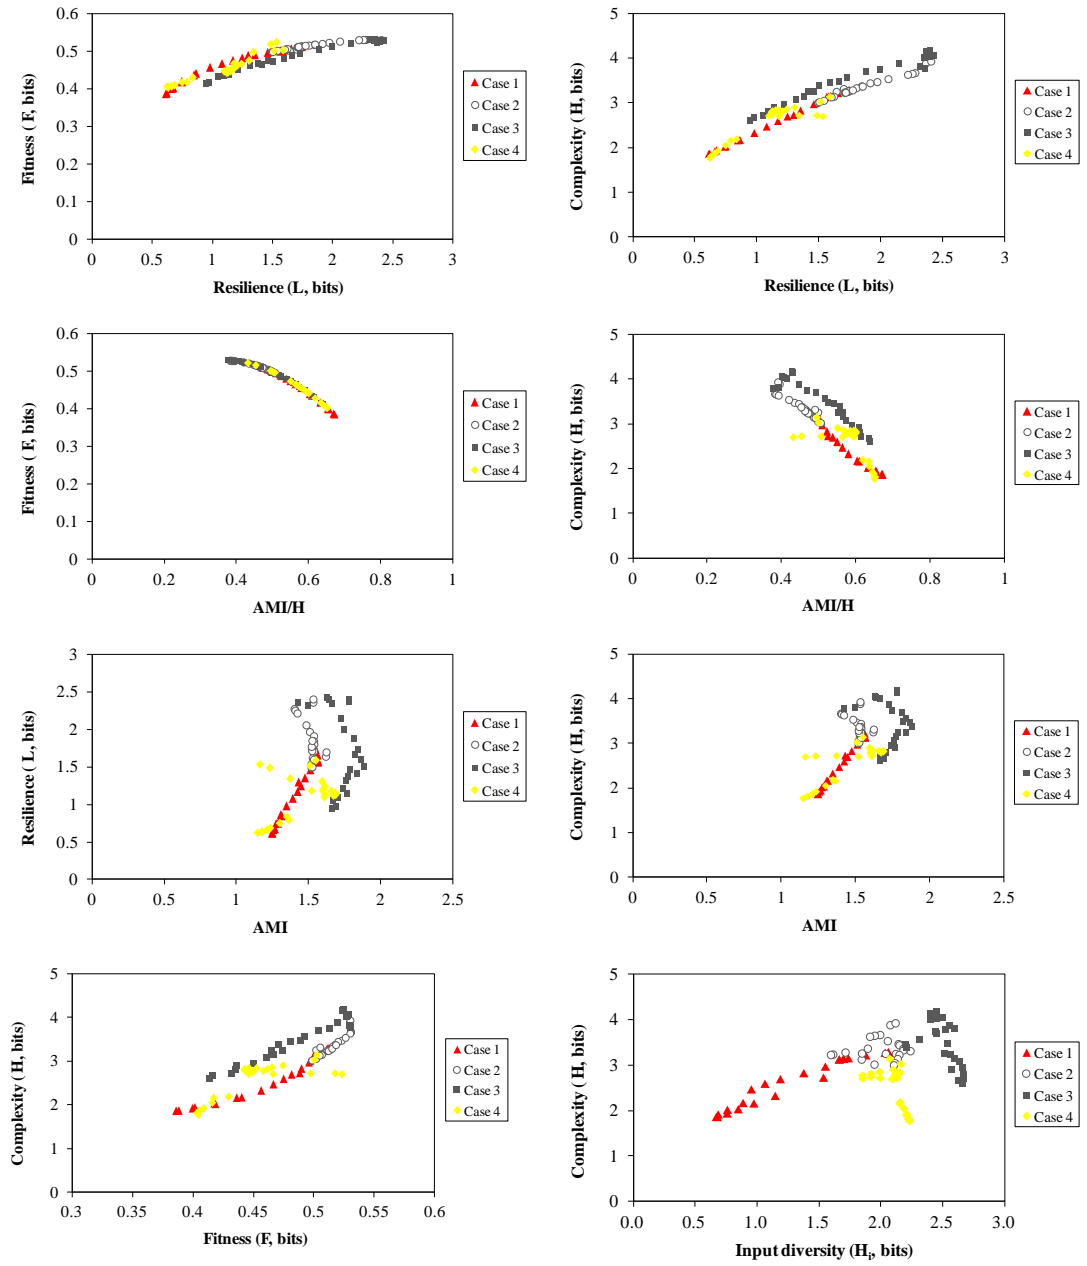 0.6
0.5
0.4
0.3
0.2
0.1
0
0 0.5 1 1.5 2 2.5 3
Fitness ( F, bits)
Resilience (L, bits)
Case 1
Case 2
Case 3
Case 4
5
4
3
2
1
0
0 0.5 1 1.5 2 2.5 3
Complexity ( H, bits)
Resilience (L, bits)
Case 1
Case 2
Case 3
Case 4
0.6
0.5
0.4
0.3
0.2
0.1
0
0 0.2 0.4 0.6 0.8 1
Fitness ( F, bits)
AMI/H
Case 1
Case 2
Case 3
Case 4
5
4
3
2
1
0
0 0.2 0.4 0.6 0.8 1
Complexity ( H, bits)
AMI/H
Case 1
Case 2
Case 3
Case 4
3
2.5
2
1.5
1
0.5
0
0 0.5 1 1.5 2 2.5
Resilience ( L, bits)
AMI
Case 1
Case 2
Case 3
Case 4
5
4
3
2
1
0
0 0.5 1 1.5 2 2.5
Complexity ( H, bits)
AMI
Case 1
Case 2
Case 3
Case 4
5
4
3
2
1
0
0.3 0.35 0.4 0.45 0.5 0.55 0.6
Complexity ( H, bits)
Fitness (F, bits)
Case 1
Case 2
Case 3
Case 4
5
4
3
2
1
0
0.0 0.5 1.0 1.5 2.0 2.5 3.0
Complexity ( H, bits)
Input diversity (Hi, bits)
Case 1
Case 2
Case 3
Case 4